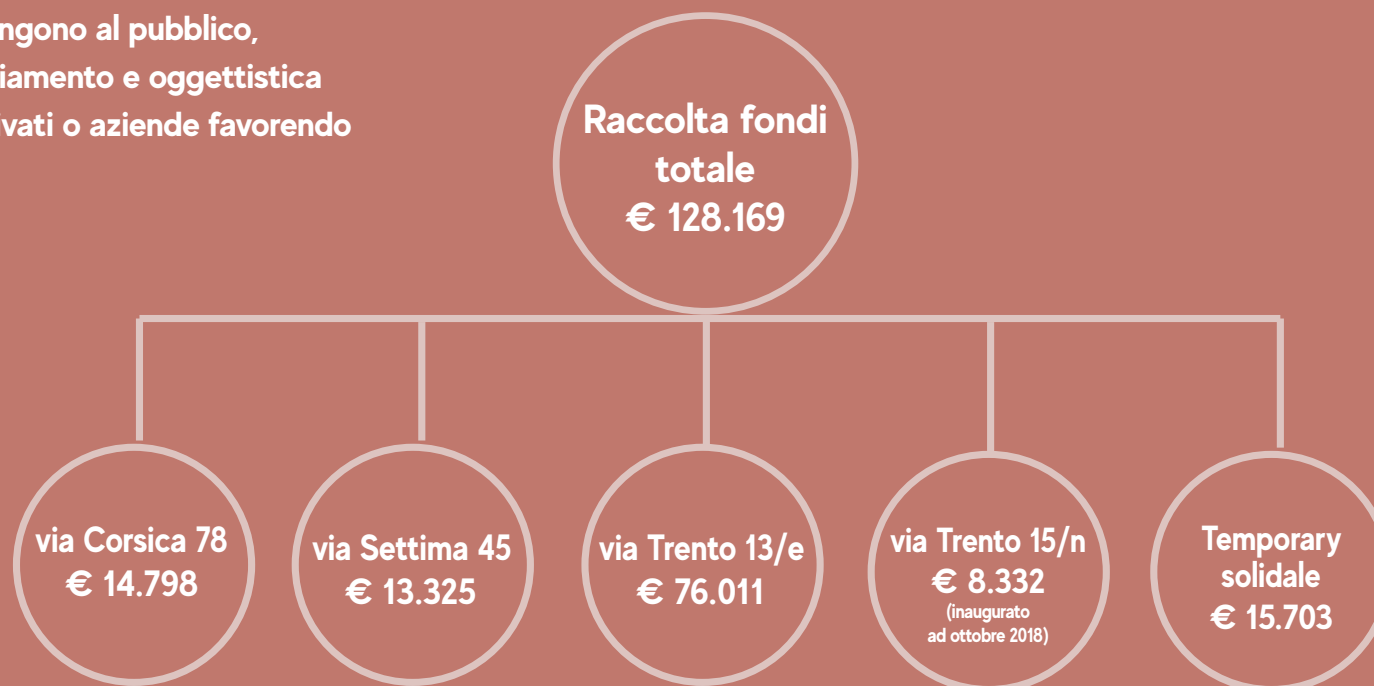 ngono al pubblico,
iamento e oggettistica
ivati o aziende favorendo
Raccolta fondi
totale
€ 128.169
via Corsica 78
€ 14.798
via Settima 45
€ 13.325
via Trento 13/e
€ 76.011
via Trento 15/n
€ 8.332
(inaugurato
ad ottobre 2018)
Temporary
solidale
€ 15.703